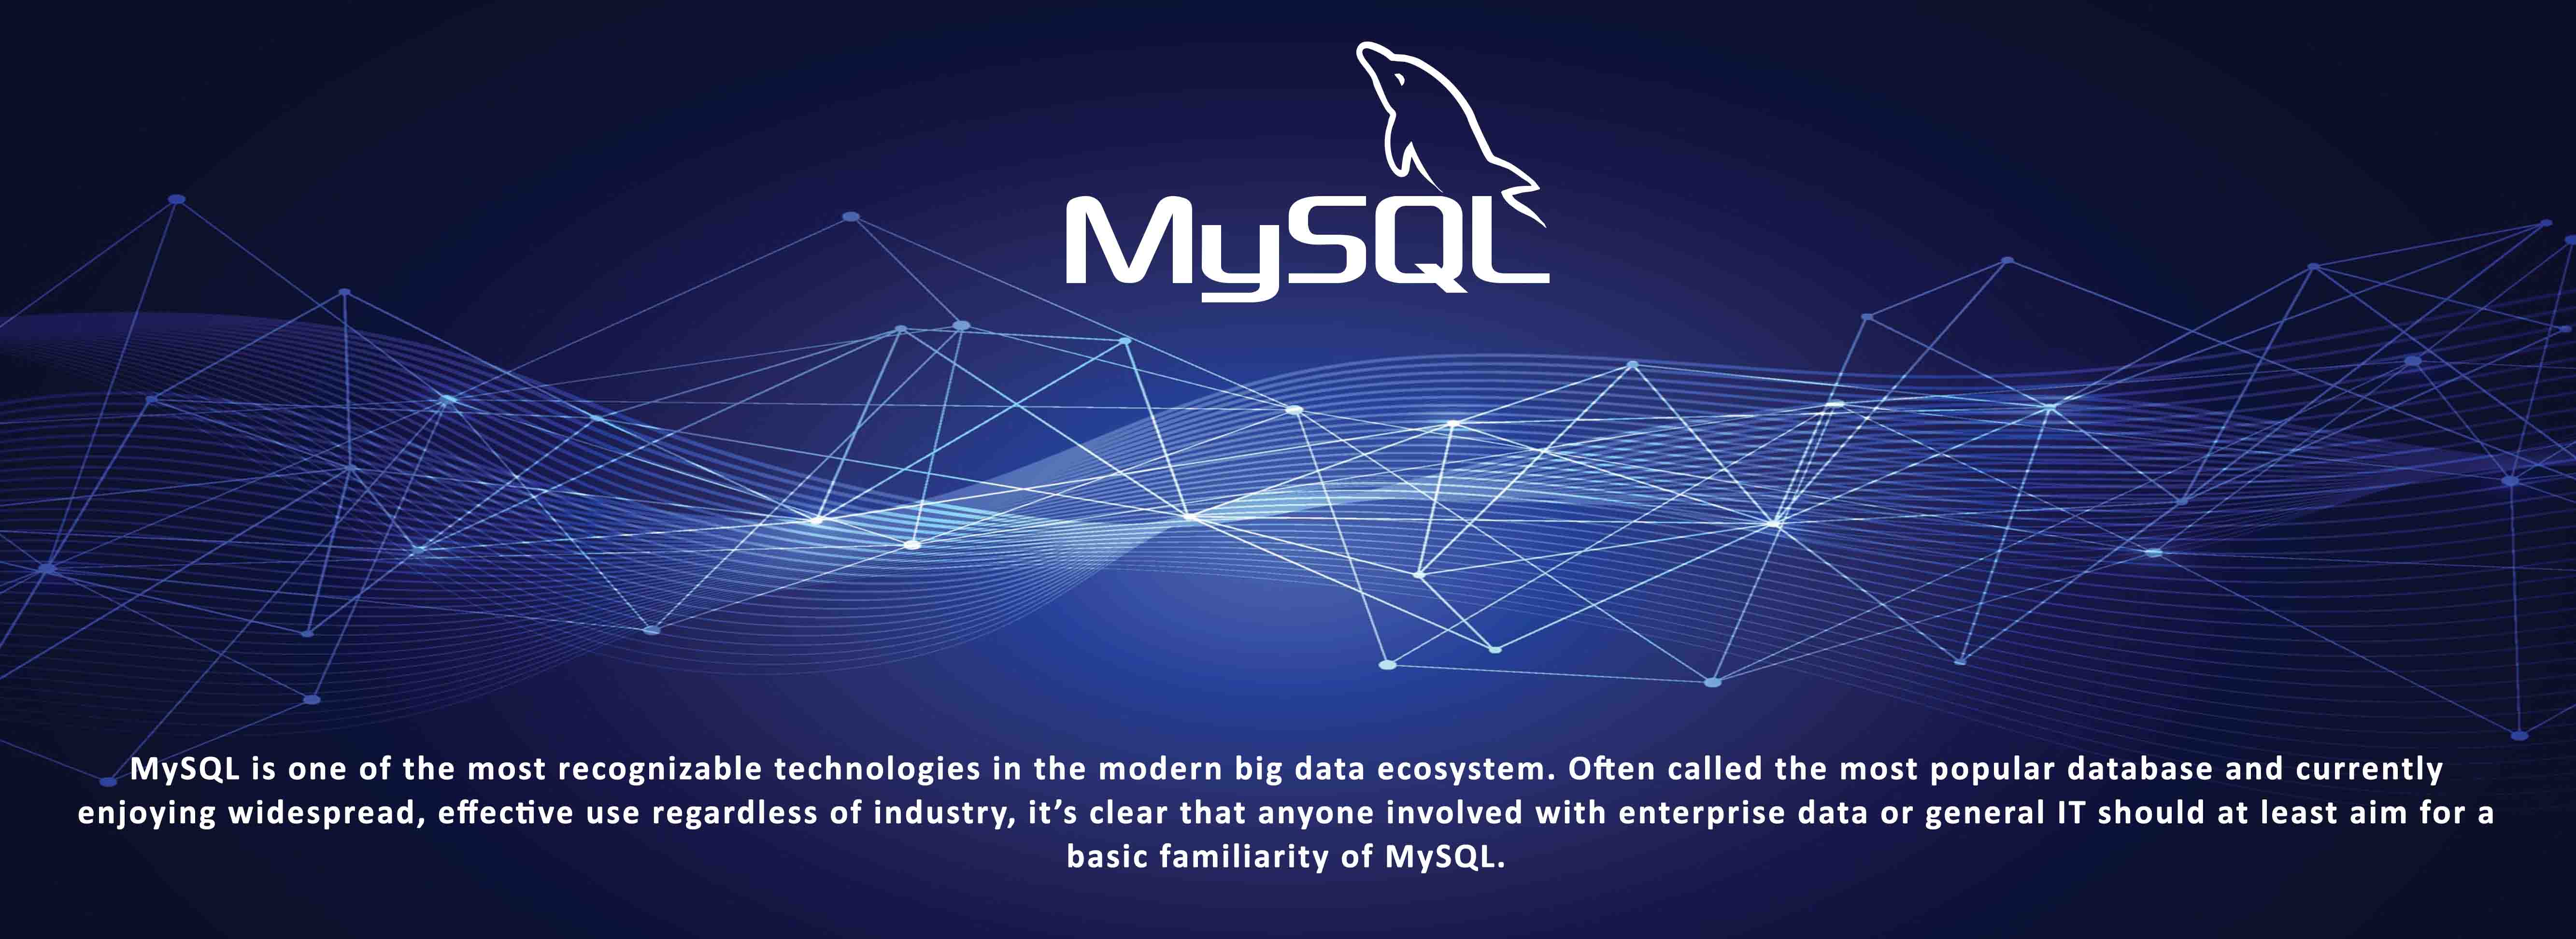 MySQL
MySQL is one of the most recognizable technologies in the modern big data ecosystem. Often called the most popular database and currently
enjoying widespread, effective use regardless of industry, it’s clear that anyone involved with enterprise data or general IT should at least aim for a
basic familiarity of MySQL.